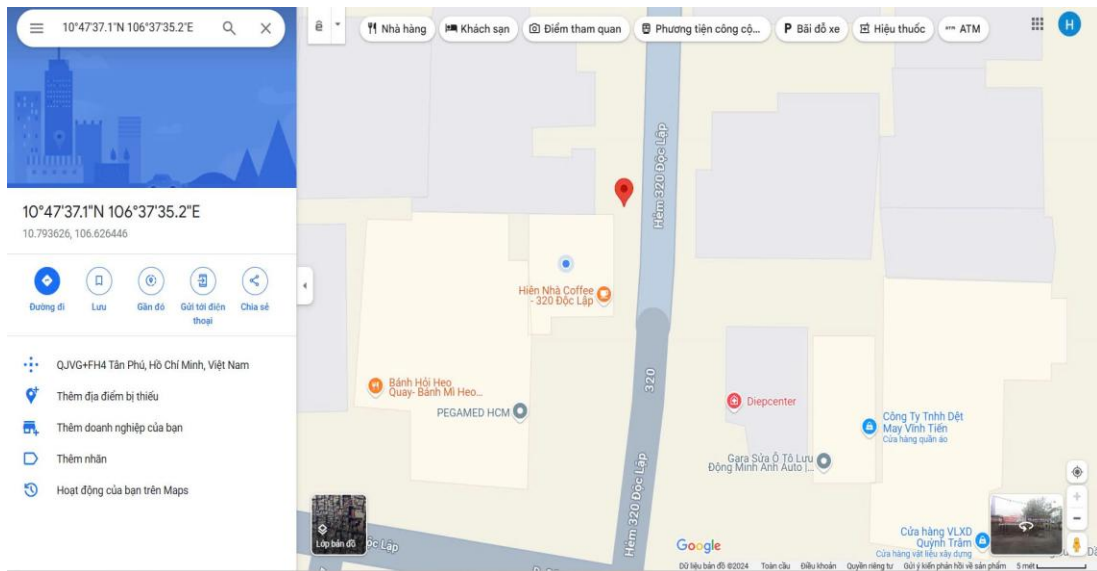 10°47'37.1"N 106°37'35.2"E
Nhà hàng
Khách sạn
Điểm tham quan
Phương tiện công cộ...
P Bãi đỗ xe
Hiệu thuốc
ATM
H
10°47'37.1"N 106°37'35.2"E
10.793626, 106.626446
Đường đi
Lưu
Gần đó
Gửi tới điện
thoại
Chia sẻ
QJVG+FH4 Tân Phú, Hồ Chí Minh, Việt Nam
Thêm địa điểm bị thiếu
Thêm doanh nghiệp của bạn
Thêm nhãn
Hoạt động của bạn trên Maps
Hẻm 320 Độc Lập
Hiên Nhà Coffee
- 320 Độc Lập
320
Bánh Hỏi Heo
Quay- Bánh Mì Heo...
PEGAMED HCM
Diepcenter
Công Ty Tnhh Dệt
May Vĩnh Tiến
Cửa hàng quần áo
Gara Sửa Ô Tô Lưu
Động Minh Anh Auto |...
Hẻm 320 Độc Lập
Cửa hàng VLXD
Quỳnh Trâm
Cửa hàng vật liệu xây dựng
Lớp bản đồ
ộc Lập
Google
Dữ liệu bản đồ ©2024
Toàn cầu
Điều khoản
Quyền riêng tư
Gửi ý kiến phản hồi về sản phẩm
5 mét